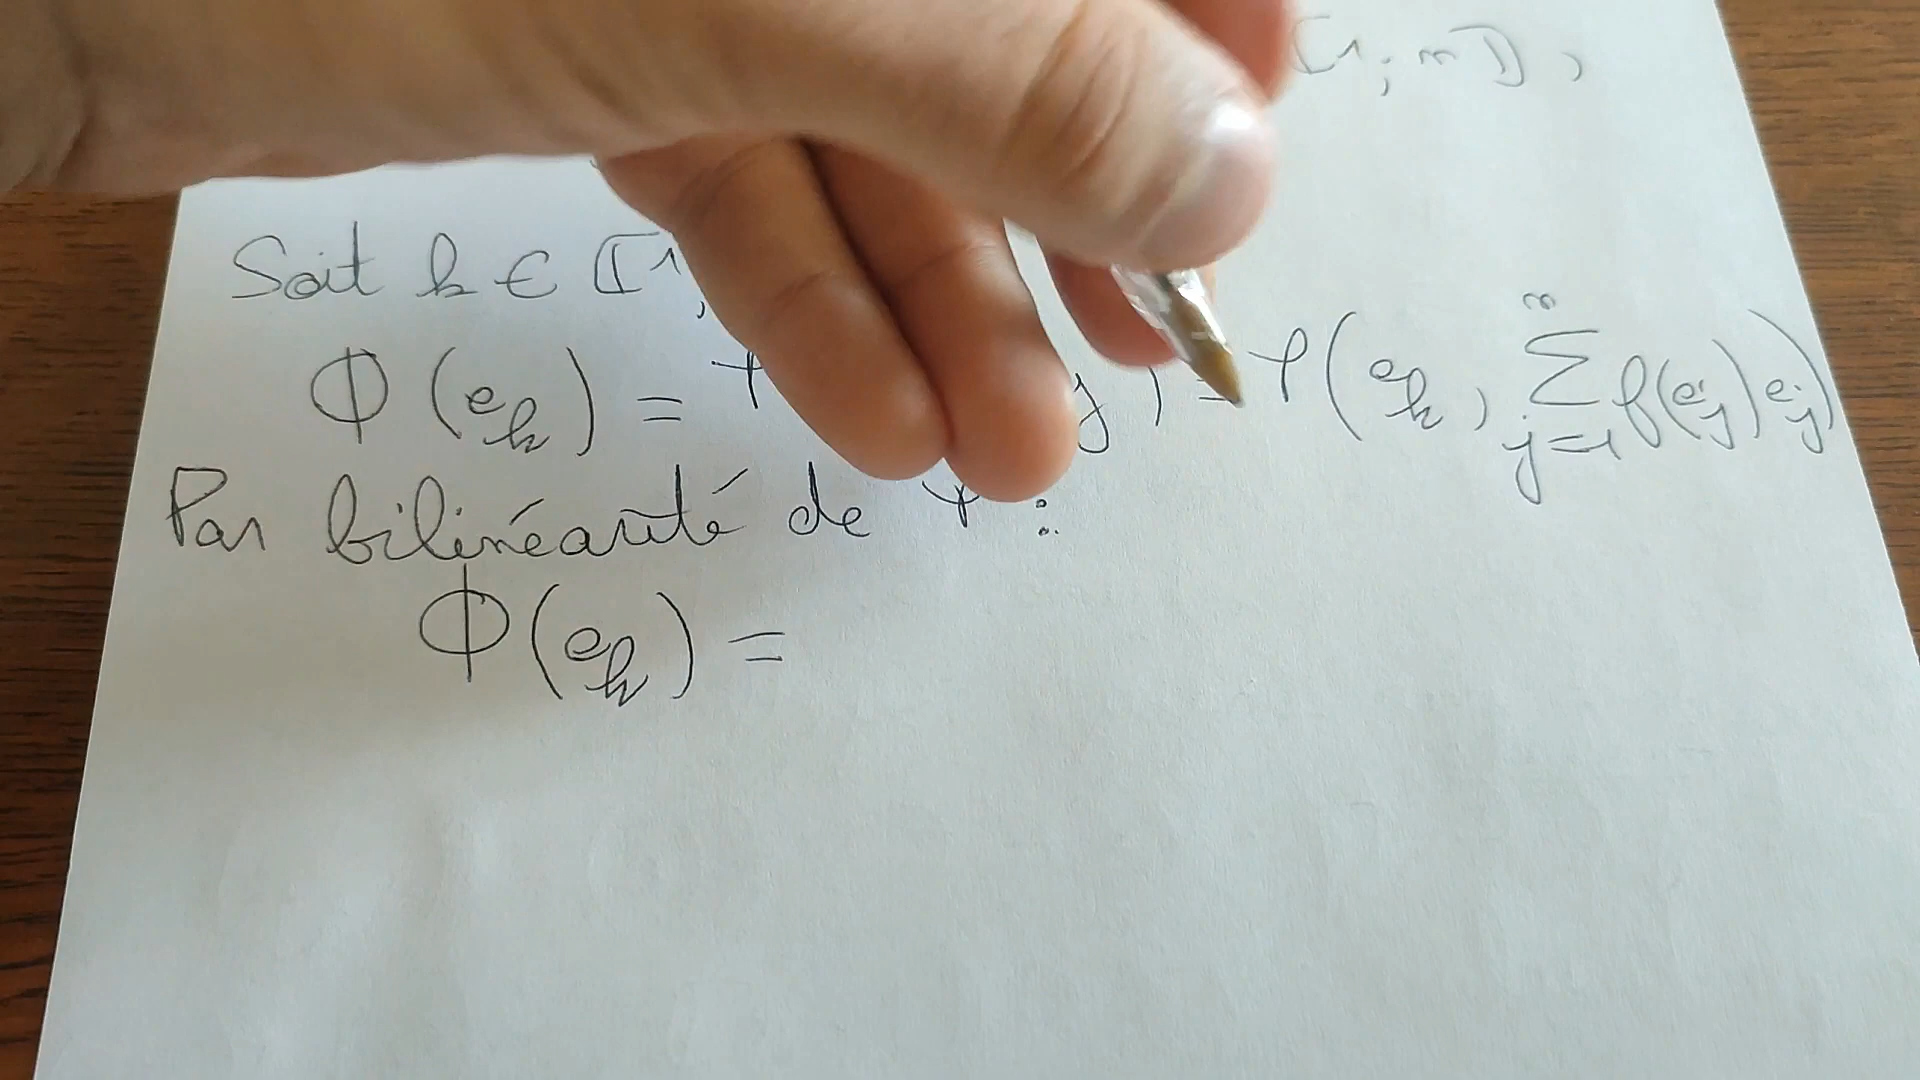 [1; n],
Soit k ∈ ⟦1,
Φ(e_k) = φ y) = φ(e_k, ∑_{j=1}^{n} f(e_j)e_j)
Par bilinéarité de φ :
Φ(e_k) =